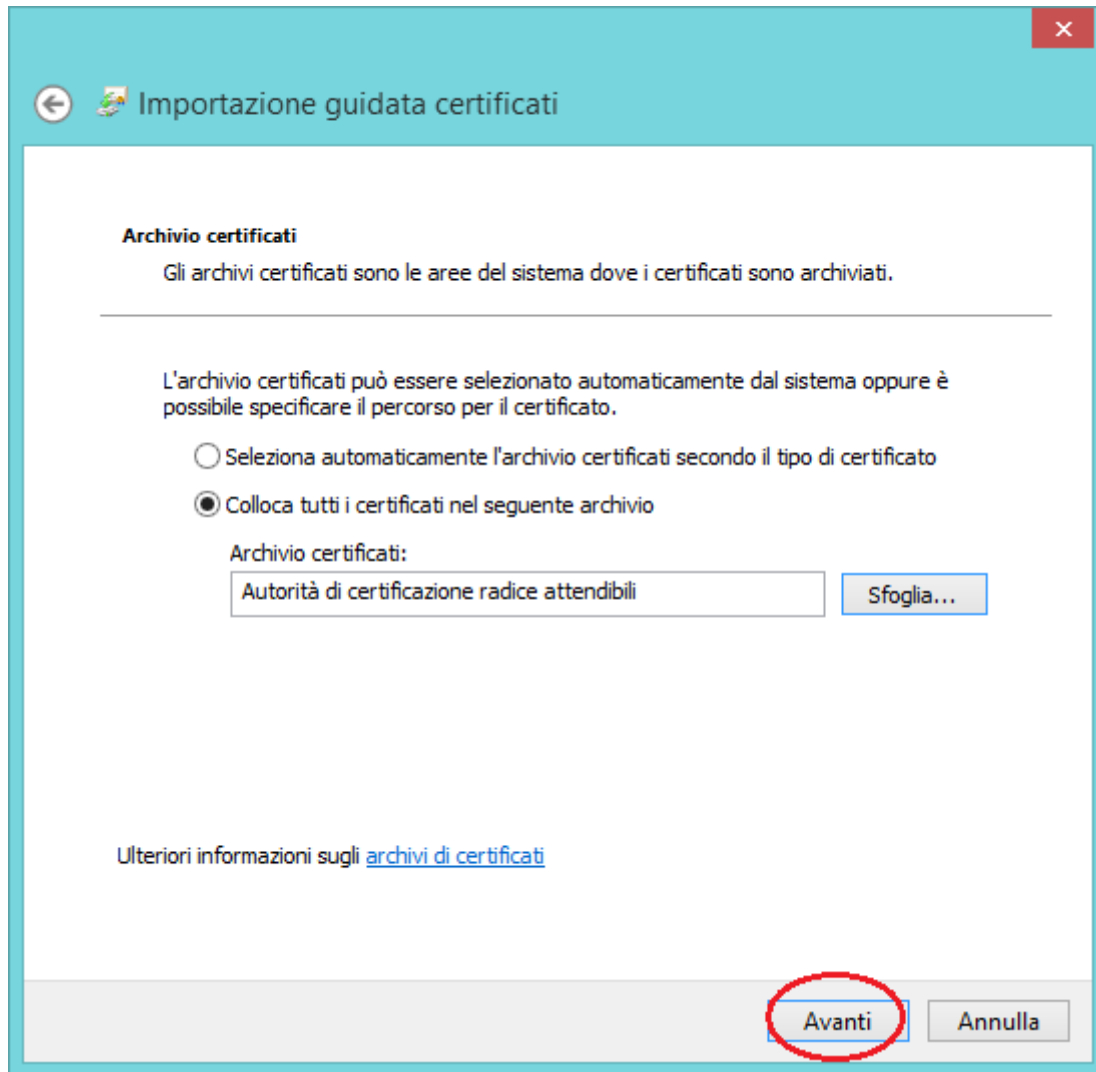 Importazione guidata certificati
Archivio certificati
Gli archivi certificati sono le aree del sistema dove i certificati sono archiviati.
L'archivio certificati può essere selezionato automaticamente dal sistema oppure è
possibile specificare il percorso per il certificato.
Seleziona automaticamente l'archivio certificati secondo il tipo di certificato
Colloca tutti i certificati nel seguente archivio
Archivio certificati:
Autorità di certificazione radice attendibili
Sfoglia...
Ulteriori informazioni sugli archivi di certificati
Avanti
Annulla